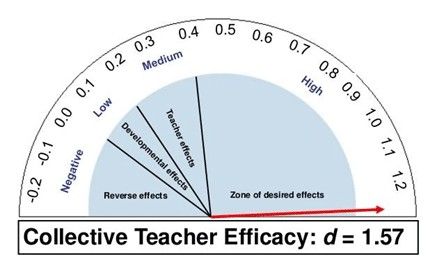 -0.2
-0.1
0.0
0.1
0.2
0.3
0.4
0.5
0.6
0.7
0.8
0.9
1.0
1.1
1.2
Negative
Low
Medium
High
Reverse effects
Developmental effects
Teacher effects
Zone of desired effects
Collective Teacher Efficacy: d = 1.57